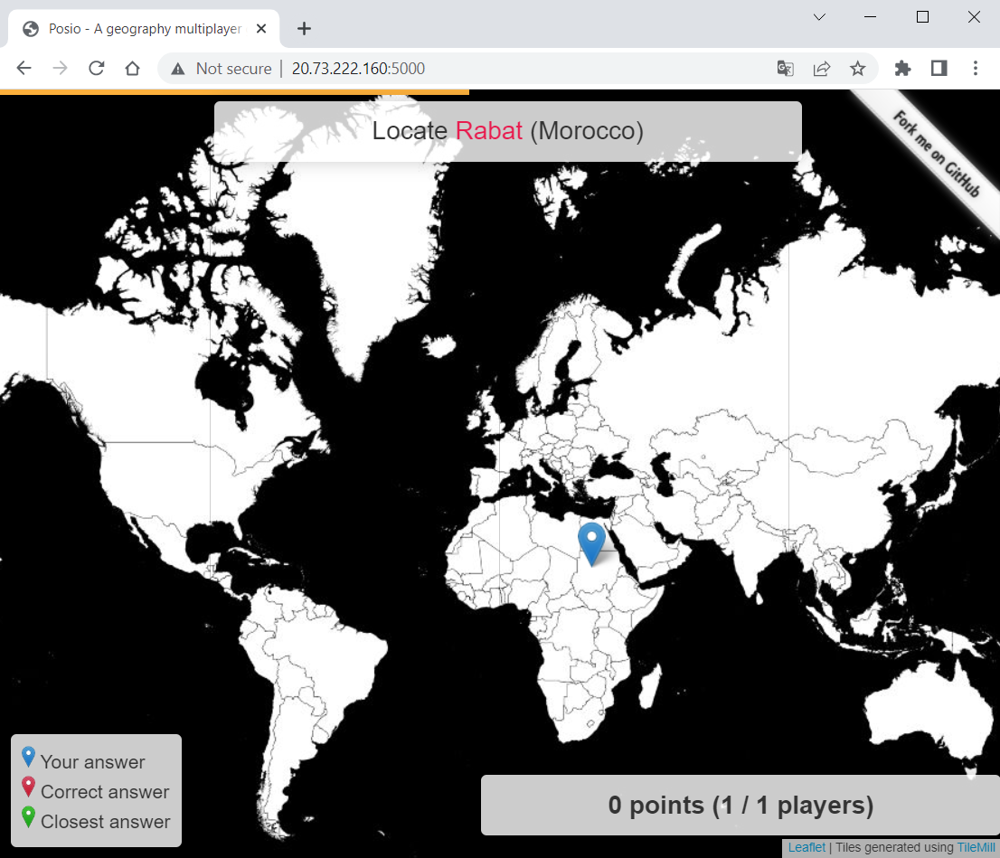 Posio - A geography multiplayer
Not secure | 20.73.222.160:5000
Locate Rabat (Morocco)
Fork me on GitHub
Your answer
Correct answer
Closest answer
0 points (1 / 1 players)
Leaflet | Tiles generated using TileMill